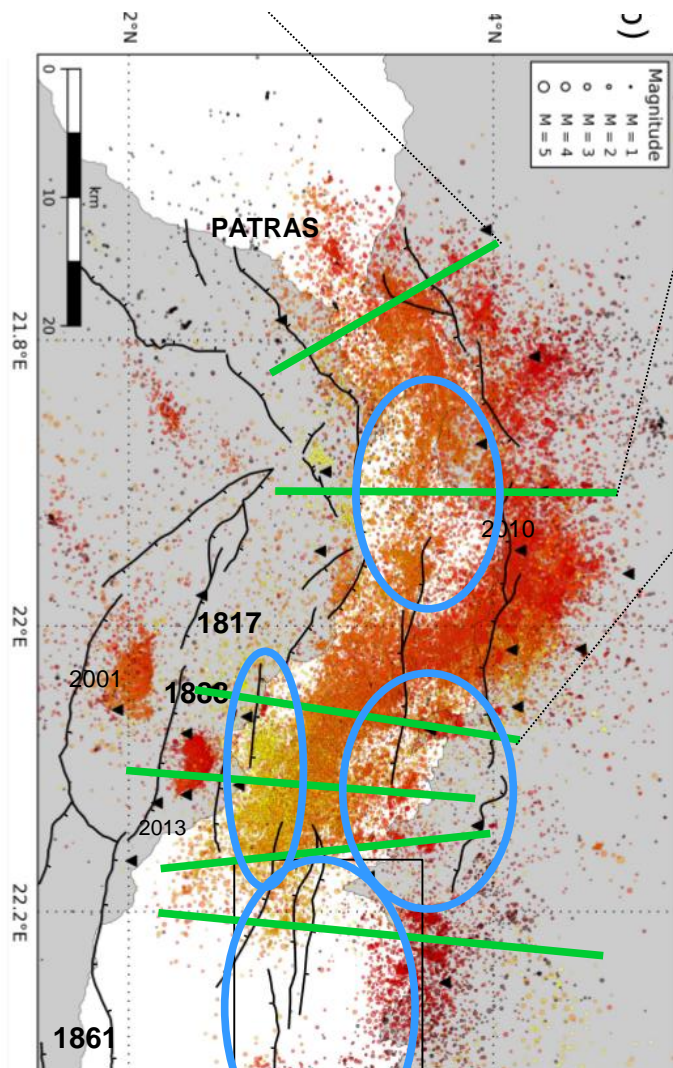 2°N
4°N
Magnitude
M = 1
M = 2
M = 3
M = 4
M = 5
0
10
20
km
PATRAS
21.8°E
2010
22°E
1817
2001
1888
2013
22.2°E
1861